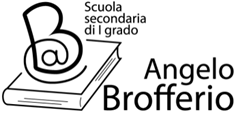 Scuola
secondaria
di I grado
B@
Angelo
Brofferio